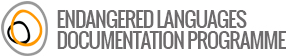 ENDANGERED LANGUAGES
DOCUMENTATION PROGRAMME